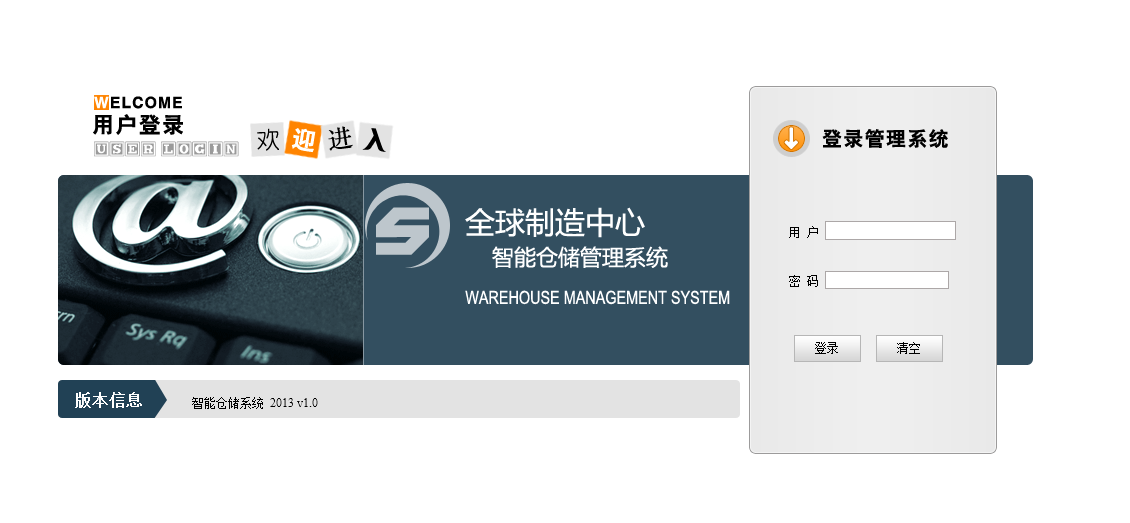 WELCOME
用户登录
USER LOGIN
欢迎进入
登录管理系统
全球制造中心
智能仓储管理系统
WAREHOUSE MANAGEMENT SYSTEM
rn
Sys Rq
Ins
用 户
密 码
登录
清空
版本信息
智能仓储系统 2013 v1.0